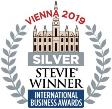 VIENNA 2019
SILVER
STEVIE® WINNER
INTERNATIONAL
BUSINESS AWARDS